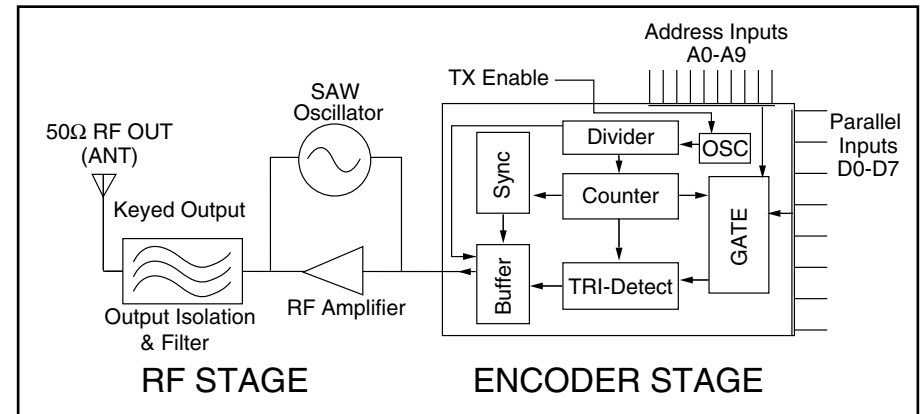 Address Inputs
A0-A9
TX Enable
SAW
Oscillator
50Ω RF OUT
(ANT)
Keyed Output
Output Isolation
& Filter
RF Amplifier
Divider
OSC
Parallel
Inputs
D0-D7
Sync
Counter
GATE
Buffer
TRI-Detect
RF STAGE
ENCODER STAGE